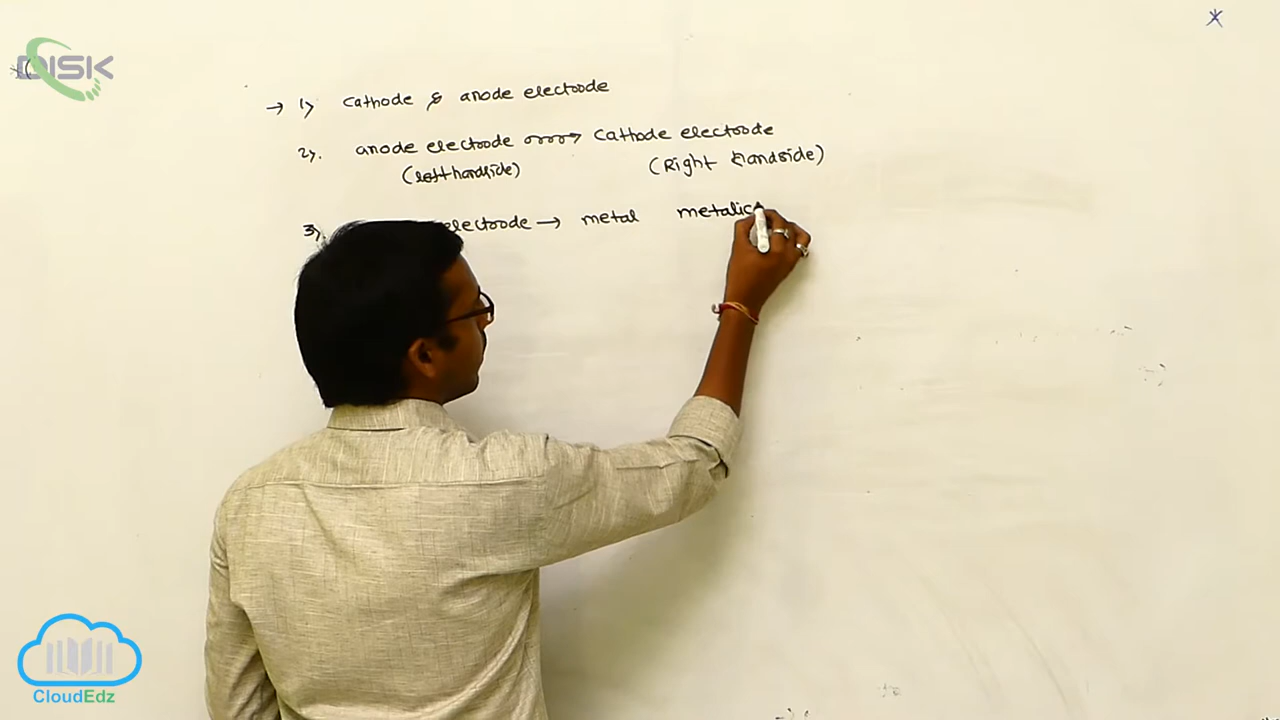 DISK
→ 1) Cathode & anode electrode
2). anode electrode → Cathode electrode
(left handside) (Right handside)
3). electrode → metal metalic
CloudEdz